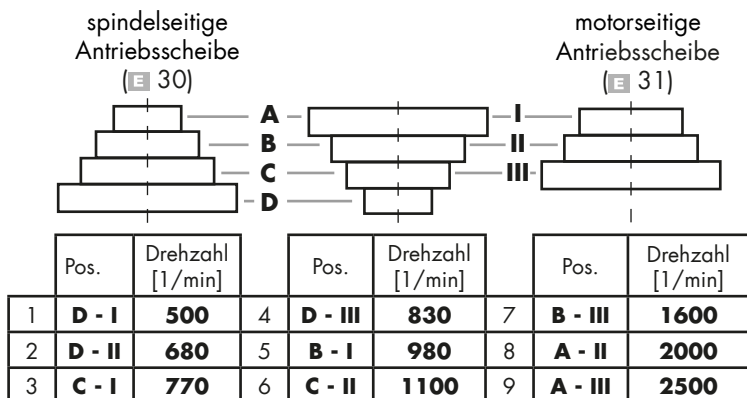 spindelseitige
Antriebsscheibe
(E 30)
motorseitige
Antriebsscheibe
(E 31)
A I
B II
C III
D
Pos. Drehzahl [1/min] Pos. Drehzahl [1/min] Pos. Drehzahl [1/min]
1 D - I 500 4 D - III 830 7 B - III 1600
2 D - II 680 5 B - I 980 8 A - II 2000
3 C - I 770 6 C - II 1100 9 A - III 2500